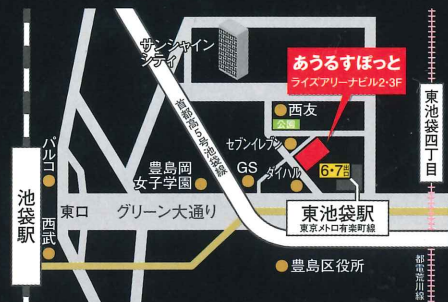 サンシャイン
シティ
あうるすぽっと
ライズアリーナビル2・3F
西友
公園
首都高5号池袋線
セブンイレブン
東池袋四丁目
パルコ
豊島岡
女子学園
GS
ダイハル
6・7出口
池袋駅
東口
グリーン大通り
東池袋駅
東京メトロ有楽町線
西武
豊島区役所
都電荒川線